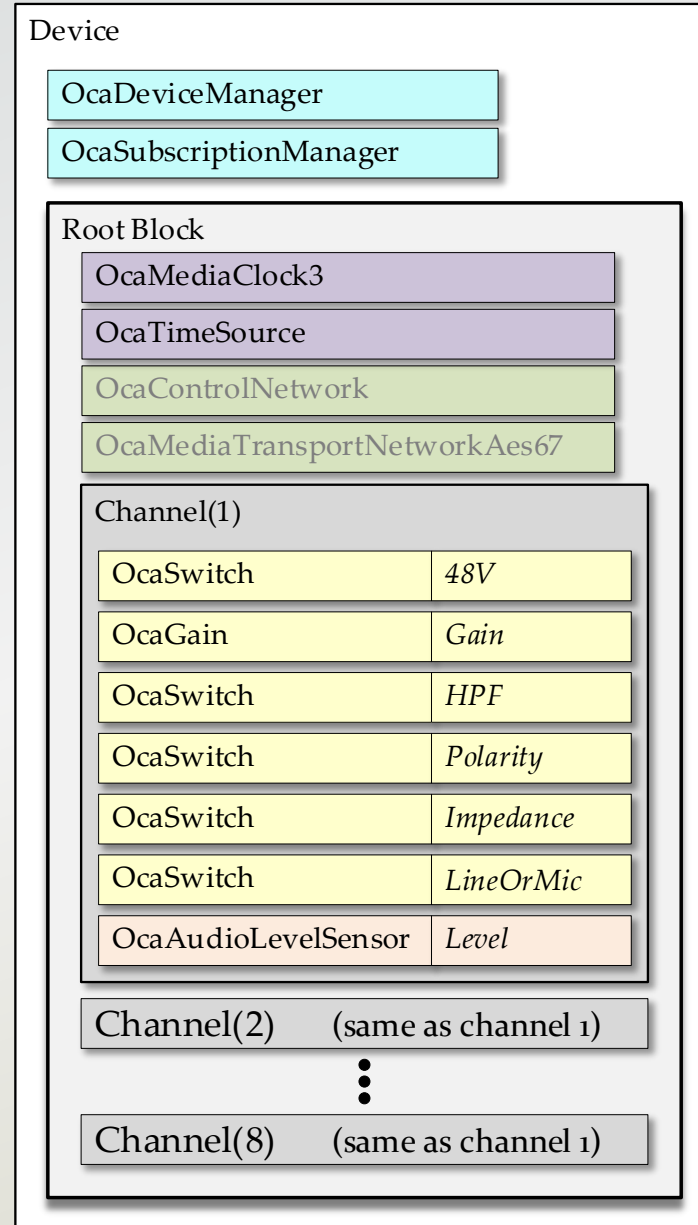 Device
OcaDeviceManager
OcaSubscriptionManager
Root Block
OcaMediaClock3
OcaTimeSource
OcaControlNetwork
OcaMediaTransportNetworkAes67
Channel(1)
OcaSwitch 48V
OcaGain Gain
OcaSwitch HPF
OcaSwitch Polarity
OcaSwitch Impedance
OcaSwitch LineOrMic
OcaAudioLevelSensor Level
Channel(2) (same as channel 1)
Channel(8) (same as channel 1)